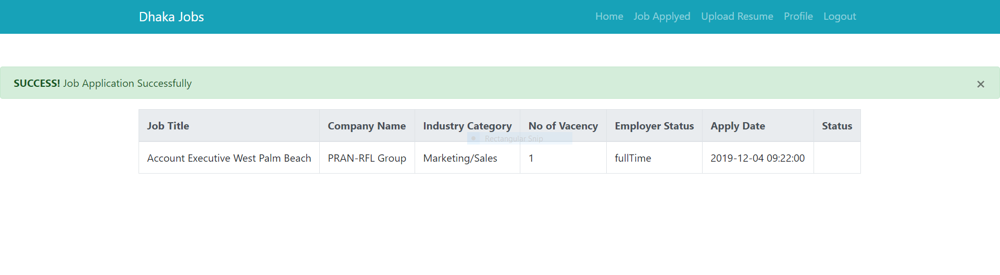 Dhaka Jobs Home Job Applyed Upload Resume Profile Logout
SUCCESS! Job Application Successfully ×
Job Title Company Name Industry Category No of Vacency Employer Status Apply Date Status
Rectangular Snip
Account Executive West Palm Beach PRAN-RFL Group Marketing/Sales 1 fullTime 2019-12-04 09:22:00